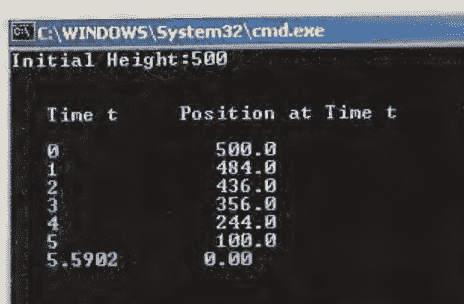 C:\WINDOWS\System32\cmd.exe
Initial Height:500
Time t Position at Time t
0 500.0
1 484.0
2 436.0
3 356.0
4 244.0
5 100.0
5.5902 0.00